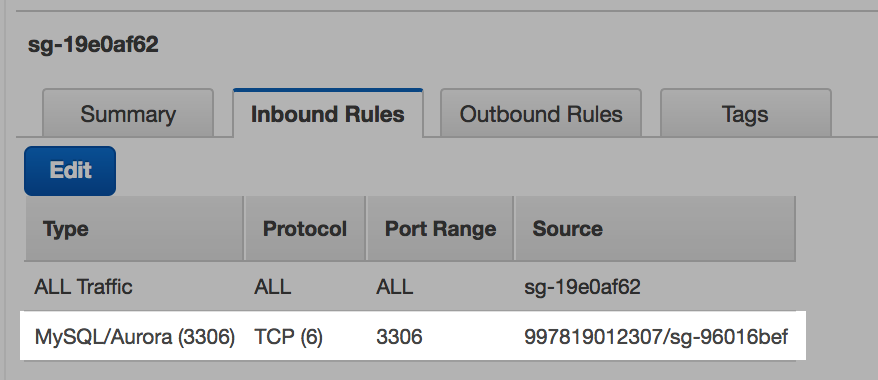 sg-19e0af62
Summary Inbound Rules Outbound Rules Tags
Edit
Type Protocol Port Range Source
ALL Traffic ALL ALL sg-19e0af62
MySQL/Aurora (3306) TCP (6) 3306 997819012307/sg-96016bef